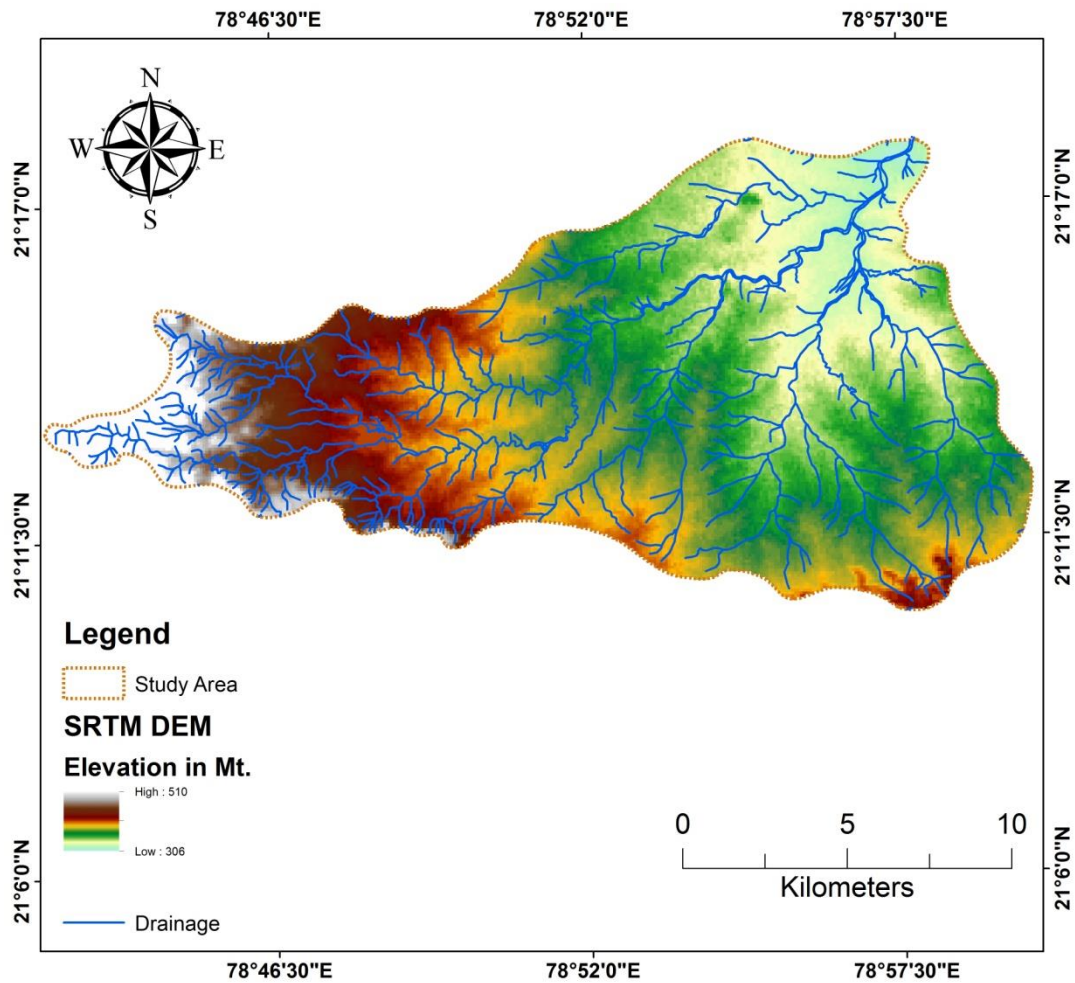 78°46'30"E 78°52'0"E 78°57'30"E
N
W E
S
21°17'0"N 21°17'0"N
21°11'30"N 21°11'30"N
Legend
Study Area
SRTM DEM
Elevation in Mt.
High : 510
Low : 306
0 5 10
Kilometers
21°6'0"N 21°6'0"N
Drainage
78°46'30"E 78°52'0"E 78°57'30"E